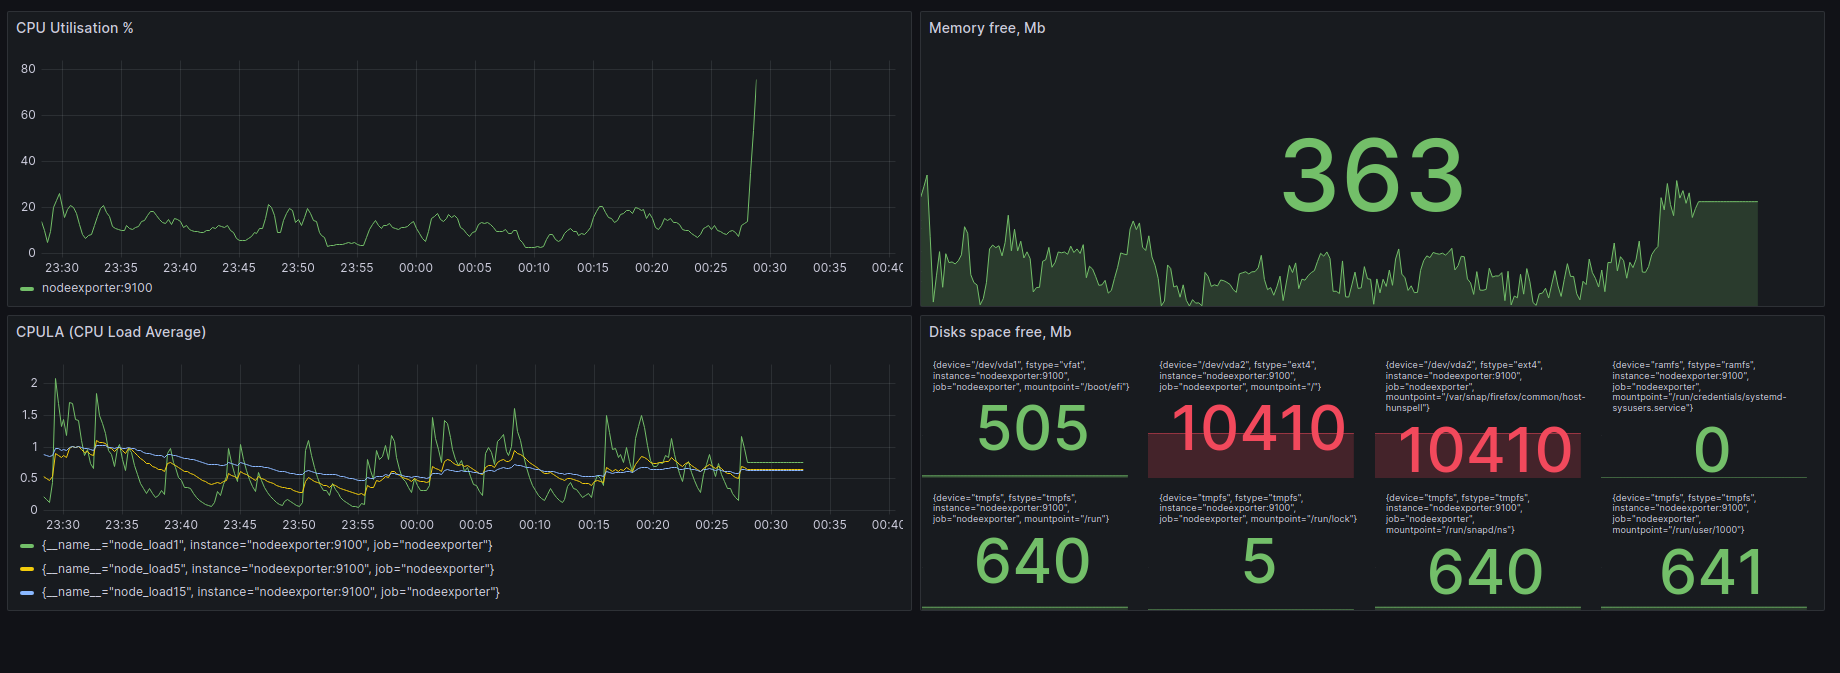 CPU Utilisation %
80
60
40
20
0
23:30 23:35 23:40 23:45 23:50 23:55 00:00 00:05 00:10 00:15 00:20 00:25 00:30 00:35 00:40
nodeexporter:9100
Memory free, Mb
363
CPULA (CPU Load Average)
2
1.5
1
0.5
0
23:30 23:35 23:40 23:45 23:50 23:55 00:00 00:05 00:10 00:15 00:20 00:25 00:30 00:35 00:40
{__name__="node_load1", instance="nodeexporter:9100", job="nodeexporter"}
{__name__="node_load5", instance="nodeexporter:9100", job="nodeexporter"}
{__name__="node_load15", instance="nodeexporter:9100", job="nodeexporter"}
Disks space free, Mb
{device="/dev/vda1", fstype="vfat",
instance="nodeexporter:9100",
job="nodeexporter", mountpoint="/boot/efi"}
505
{device="/dev/vda2", fstype="ext4",
instance="nodeexporter:9100",
job="nodeexporter", mountpoint="/"}
10410
{device="/dev/vda2", fstype="ext4",
instance="nodeexporter:9100",
job="nodeexporter",
mountpoint="/var/snap/firefox/common/host-
hunspell"}
10410
{device="ramfs", fstype="ramfs",
instance="nodeexporter:9100",
job="nodeexporter",
mountpoint="/run/credentials/systemd-
sysusers.service"}
0
{device="tmpfs", fstype="tmpfs",
instance="nodeexporter:9100",
job="nodeexporter", mountpoint="/run"}
640
{device="tmpfs", fstype="tmpfs",
instance="nodeexporter:9100",
job="nodeexporter", mountpoint="/run/lock"}
5
{device="tmpfs", fstype="tmpfs",
instance="nodeexporter:9100",
job="nodeexporter",
mountpoint="/run/snapd/ns"}
640
{device="tmpfs", fstype="tmpfs",
instance="nodeexporter:9100",
job="nodeexporter",
mountpoint="/run/user/1000"}
641